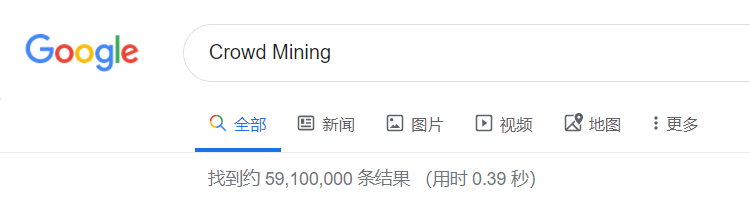 Google Crowd Mining
全部 新闻 图片 视频 地图 更多
找到约 59,100,000 条结果 （用时 0.39 秒）